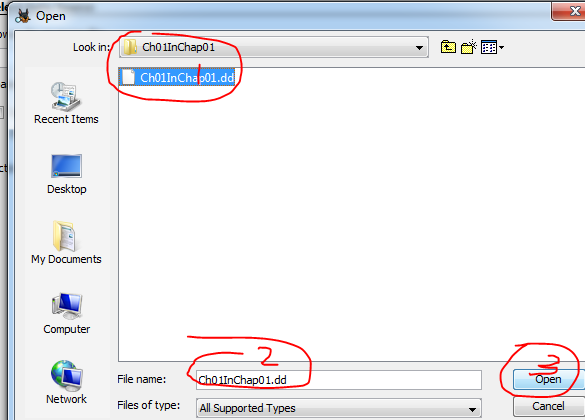 Open
Look in: Ch01InChap01
1
Ch01InChap01.dd
Recent Items
Desktop
My Documents
Computer
Network
2
3
File name: Ch01InChap01.dd Open
Files of type: All Supported Types Cancel